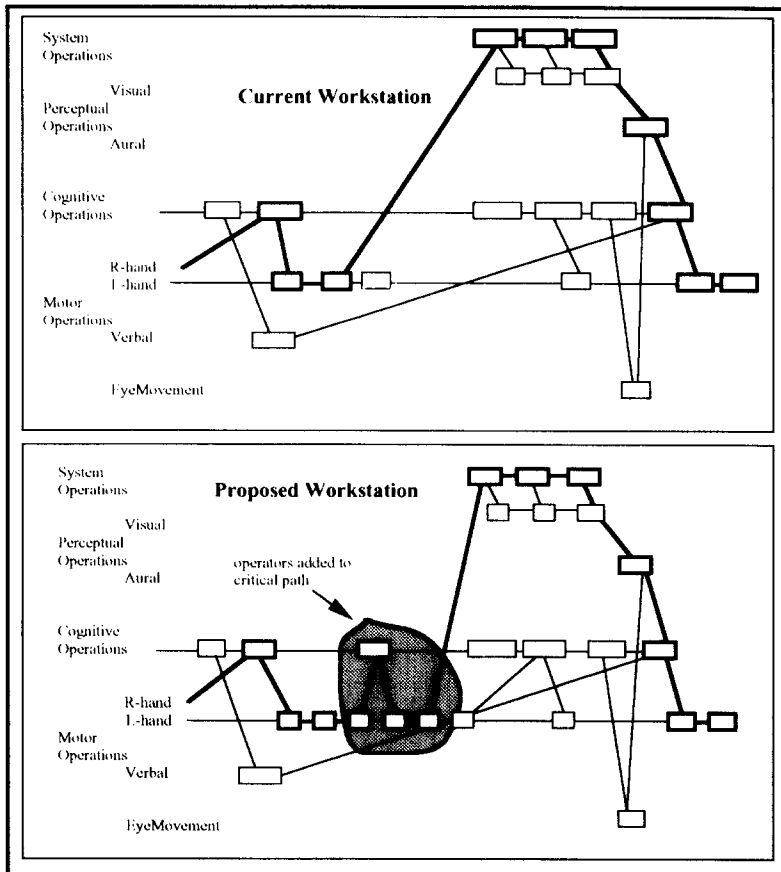 System
Operations
Visual
Current Workstation
Perceptual
Operations
Aural
Cognitive
Operations
R-hand
L-hand
Motor
Operations
Verbal
EyeMovement
System
Operations
Proposed Workstation
Visual
Perceptual
Operations
operators added to
critical path
Aural
Cognitive
Operations
R-hand
L-hand
Motor
Operations
Verbal
EyeMovement